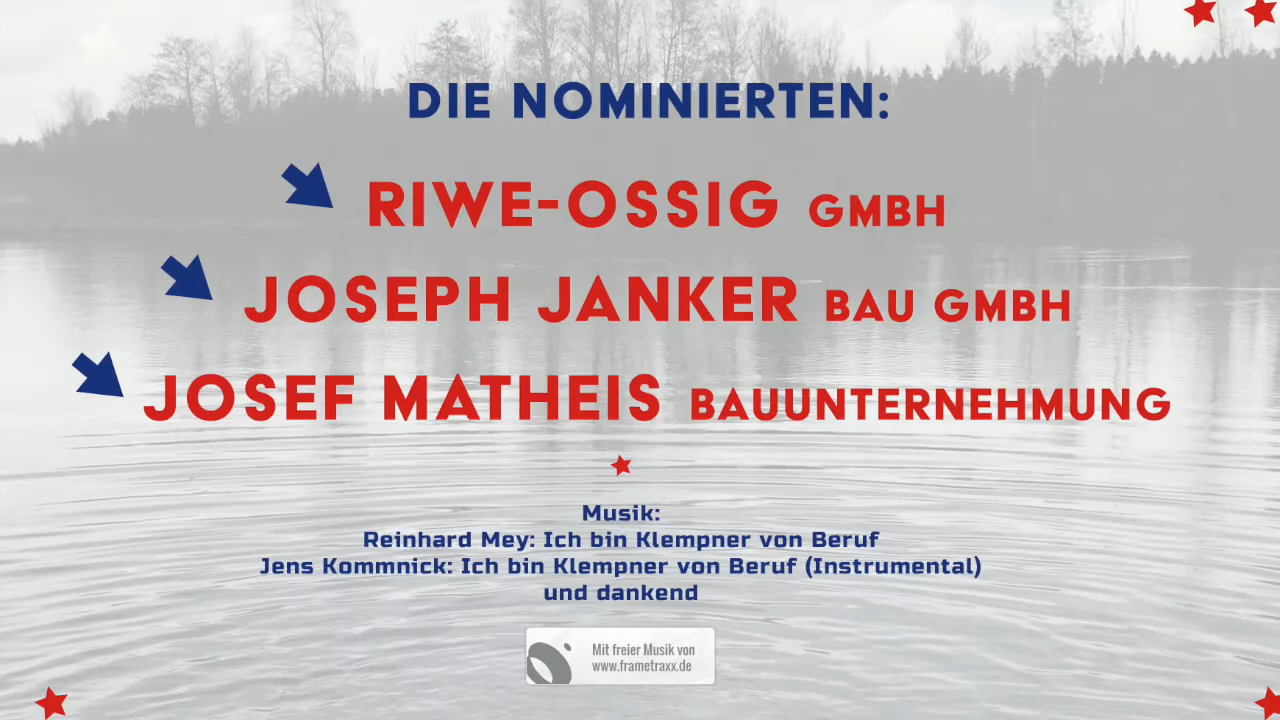 DIE NOMINIERTEN:
RIWE-OSSIG GMBH
JOSEPH JANKER BAU GMBH
JOSEF MATHEIS BAUUNTERNEHMUNG
Musik:
Reinhard Mey: Ich bin Klempner von Beruf
Jens Kommnick: Ich bin Klempner von Beruf (Instrumental)
und dankend
Mit freier Musik von
www.frametraxx.de